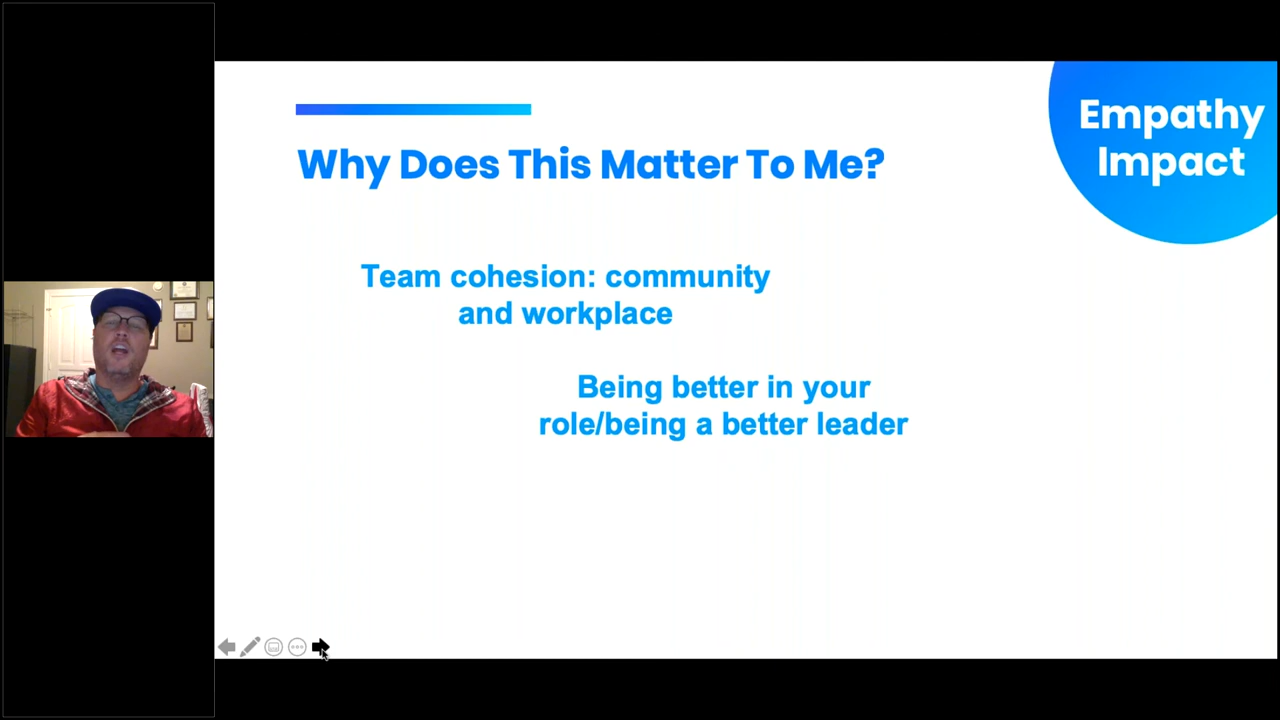 Empathy
Impact
Why Does This Matter To Me?
Team cohesion: community
and workplace
Being better in your
role/being a better leader